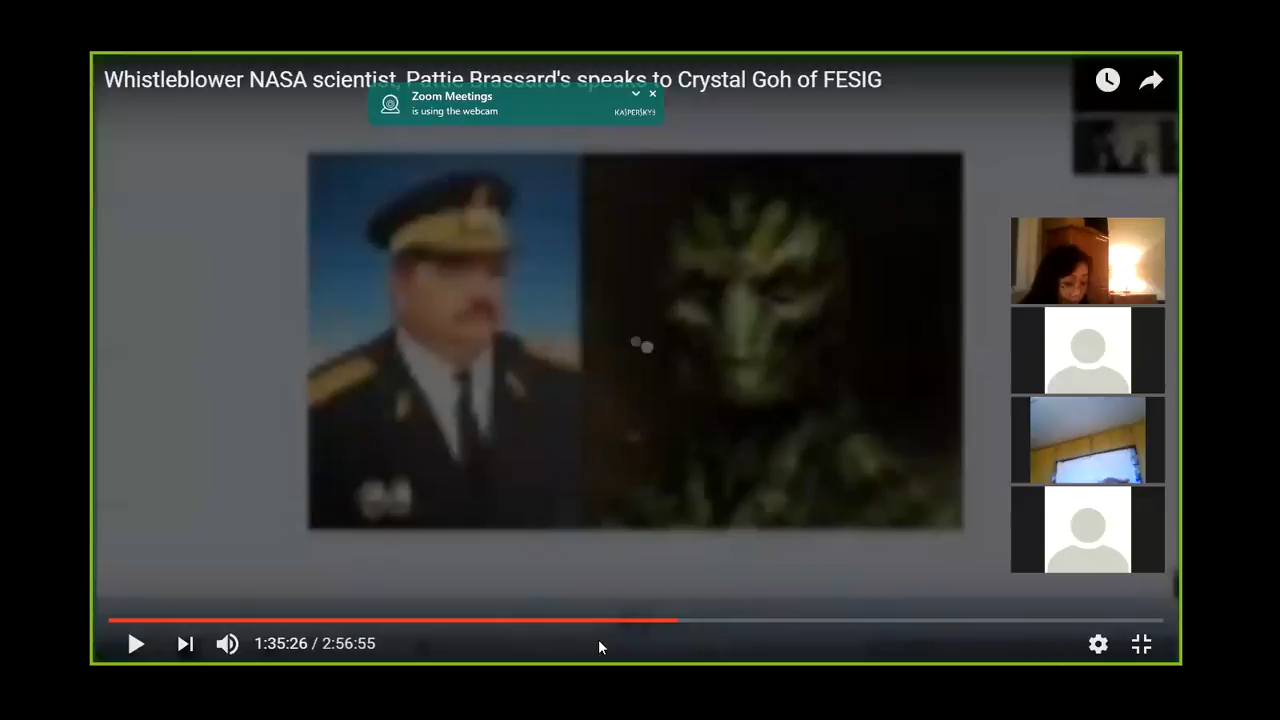 Whistleblower NASA scientist, Pattie Brassard's speaks to Crystal Goh of FESIG
Zoom Meetings
is using the webcam
KASPERSKY
1:35:26 / 2:56:55